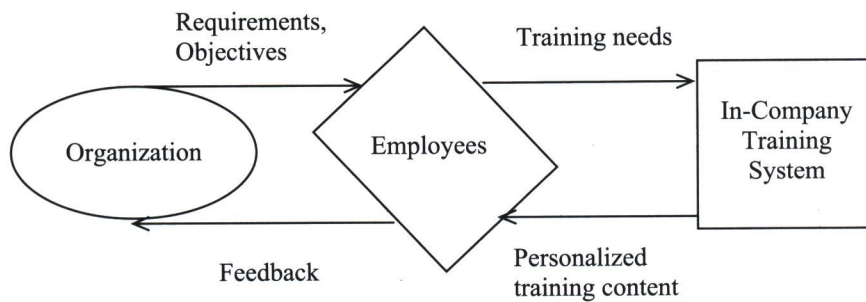 Requirements,
Objectives
Training needs
Organization
Employees
In-Company
Training
System
Feedback
Personalized
training content